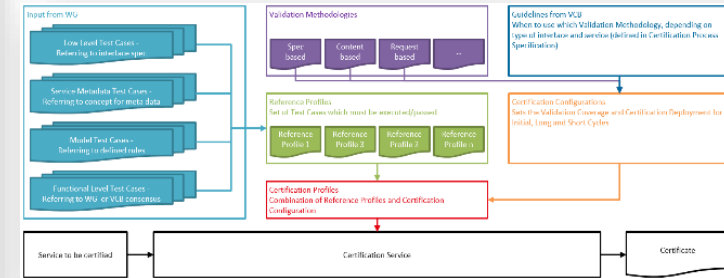 Input from WG
Low Level Test Cases -
Referring to interface spec
Service Metadata Test Cases -
Referring to concept for meta data
Model Test Cases -
Referring to defined rules
Functional Level Test Cases -
Referring to WG or VCB consensus
Validation Methodologies
Spec
based
Content
based
Request
based
...
Guidelines from VCB
When to use which Validation Methodology, depending on
type of interface and service (defined in Certification Process
Specification)
Reference Profiles
Set of Test Cases which must be executed/passed
Reference
Profile 1
Reference
Profile 3
Reference
Profile 2
Reference
Profile n
Certification Configurations
Sets the Validation Coverage and Certification Deployment for
Initial, Long and Short Cycles
Certification Profiles
Combination of Reference Profiles and Certification
Configuration
Service to be certified
Certification Service
Certificate